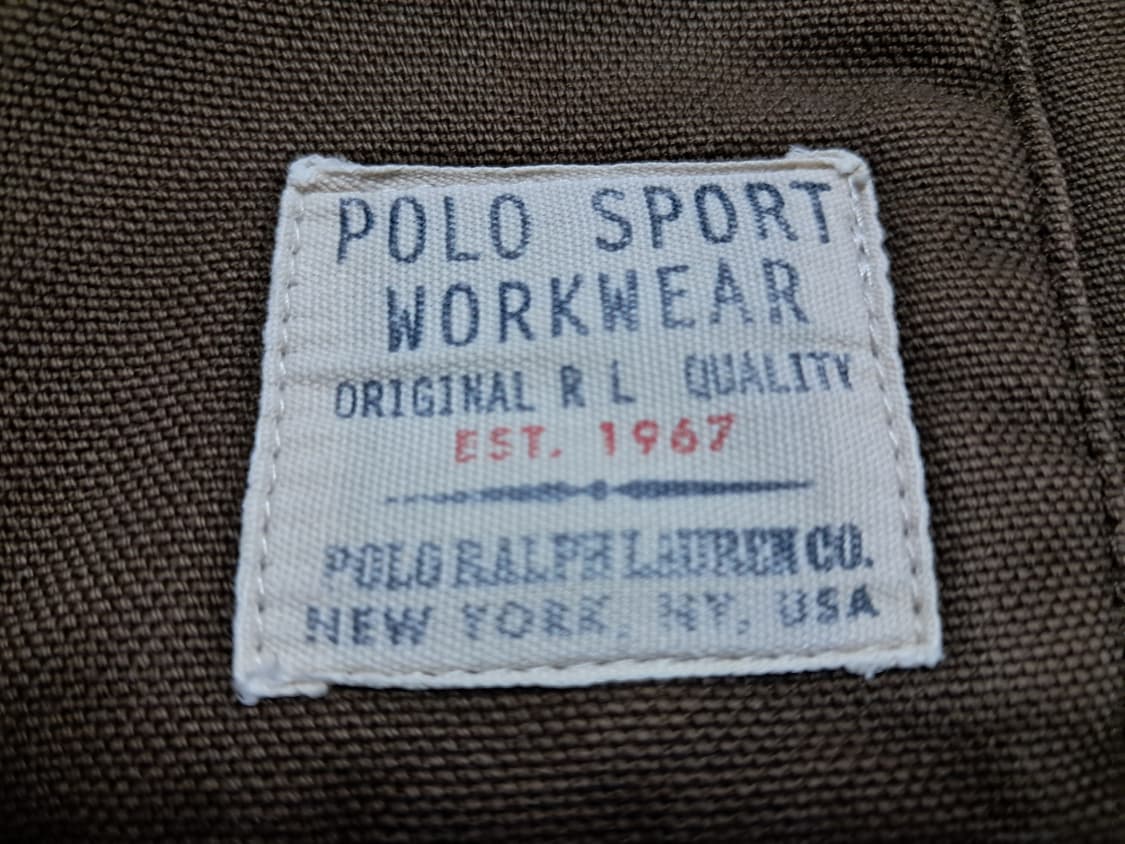 POLO SPORT
WORKWEAR
ORIGINAL R L QUALITY
EST. 1967
POLO RALPH LAUREN CO.
NEW YORK, NY, USA